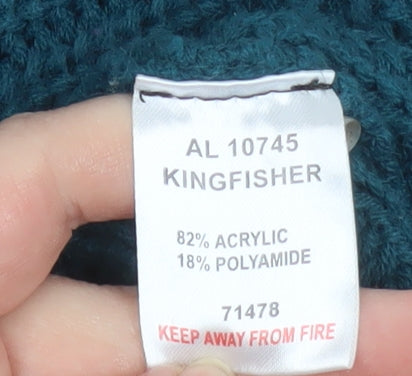 AL 10745
KINGFISHER
82% ACRYLIC
18% POLYAMIDE
71478
KEEP AWAY FROM FIRE